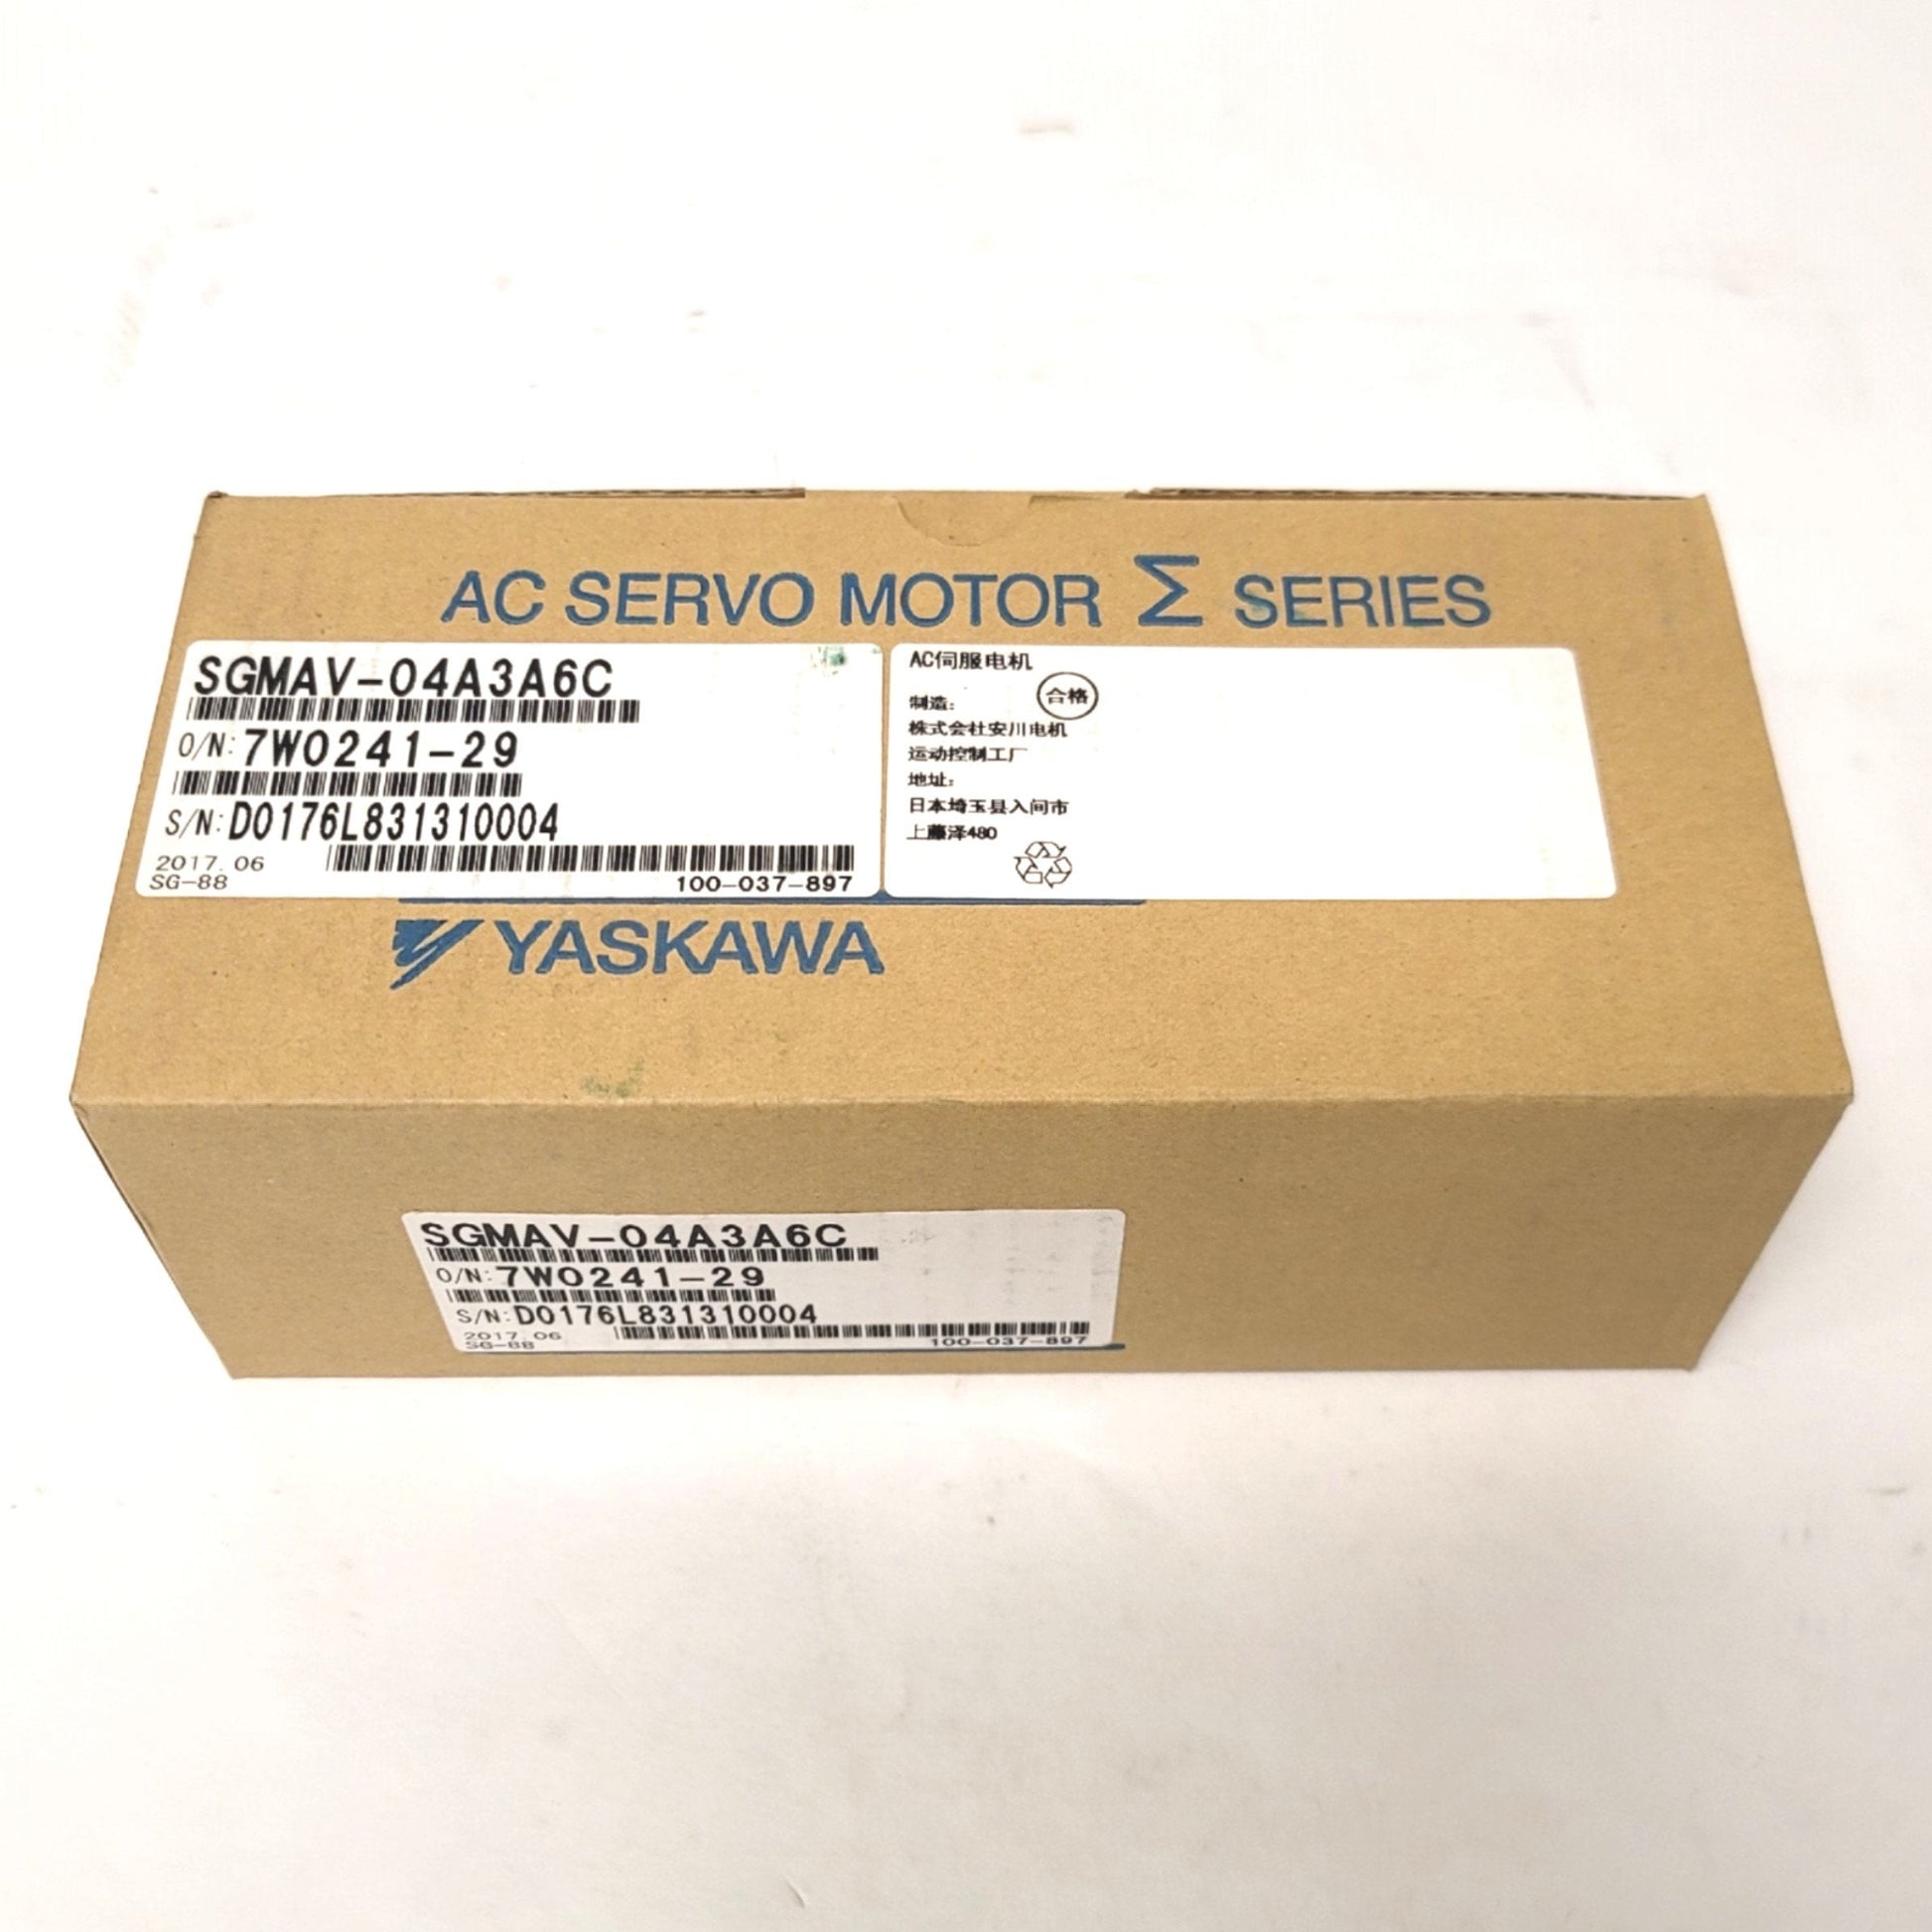 AC SERVO MOTOR Σ SERIES
SGMAV-04A3A6C
O/N: 7W0241-29
S/N: D0176L831310004
2017. 06
SG-88
100-037-897
AC伺服电机
合格
制造:
株式会社安川电机
运动控制工厂
地址:
日本埼玉县入间市
上藤泽480
YASKAWA
SGMAV-04A3A6C
O/N: 7W0241-29
S/N: D0176L831310004
2017. 06
SG-88
100-037-897